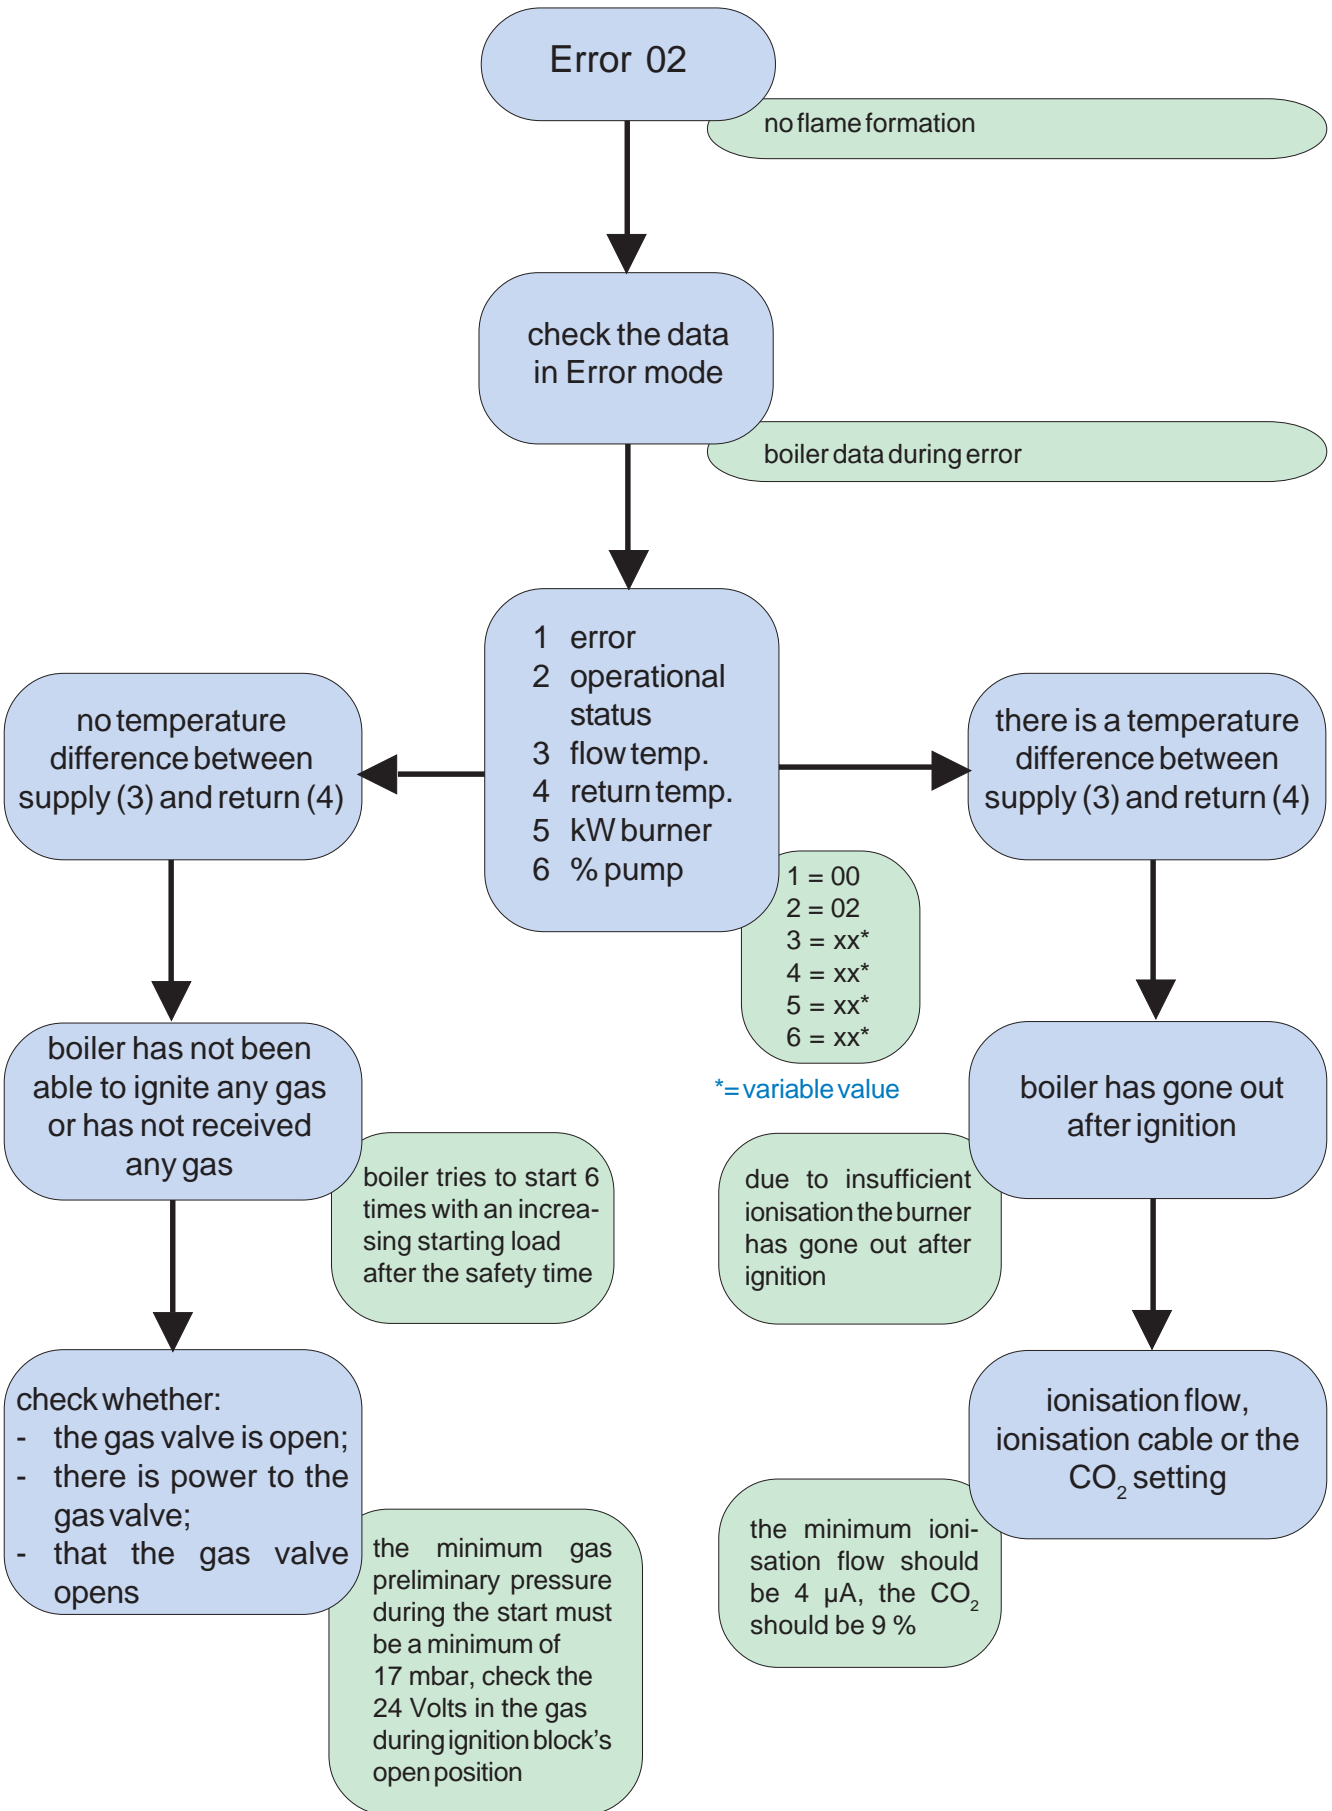 Error 02
no flame formation
check the data
in Error mode
boiler data during error
1 error
2 operational
status
3 flow temp.
4 return temp.
5 kW burner
6 % pump
1 = 00
2 = 02
3 = xx*
4 = xx*
5 = xx*
6 = xx*
*= variable value
no temperature
difference between
supply (3) and return (4)
there is a temperature
difference between
supply (3) and return (4)
boiler has not been
able to ignite any gas
or has not received
any gas
boiler tries to start 6
times with an increa-
sing starting load
after the safety time
boiler has gone out
after ignition
due to insufficient
ionisation the burner
has gone out after
ignition
check whether:
- the gas valve is open;
- there is power to the
gas valve;
- that the gas valve
opens
the minimum gas
preliminary pressure
during the start must
be a minimum of
17 mbar, check the
24 Volts in the gas
during ignition block’s
open position
ionisation flow,
ionisation cable or the
CO₂ setting
the minimum ioni-
sation flow should
be 4 µA, the CO₂
should be 9 %